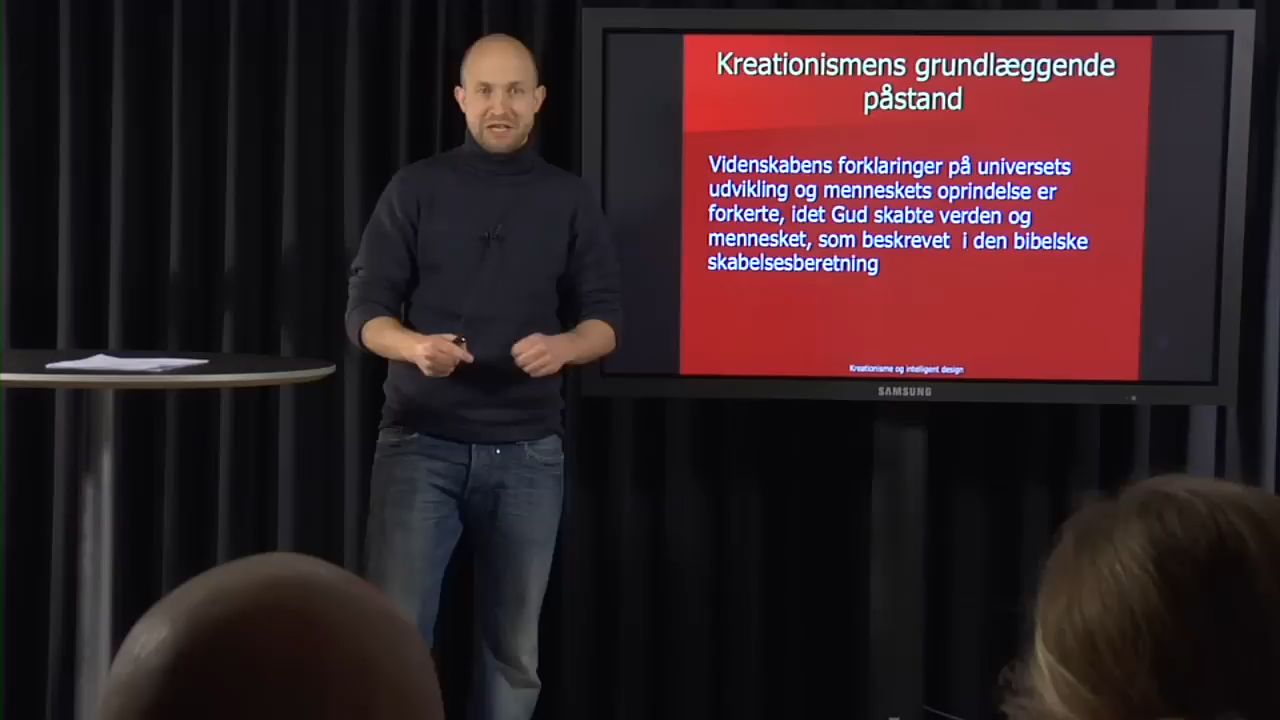 Kreationismens grundlæggende
påstand
Videnskabens forklaringer på universets
udvikling og menneskets oprindelse er
forkerte, idet Gud skabte verden og
mennesket, som beskrevet i den bibelske
skabelsesberetning
Kreationisme og intelligent design
SAMSUNG